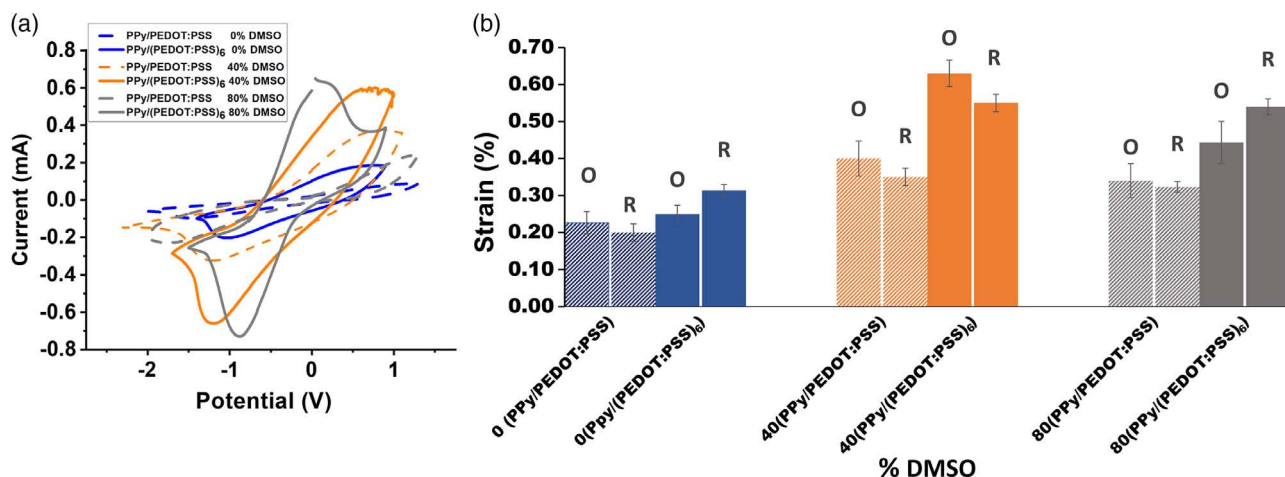 (a)
PPy/PEDOT:PSS 0% DMSO
PPy/(PEDOT:PSS)6 0% DMSO
PPy/PEDOT:PSS 40% DMSO
PPy/(PEDOT:PSS)6 40% DMSO
PPy/PEDOT:PSS 80% DMSO
PPy/(PEDOT:PSS)6 80% DMSO
Current (mA)
0.8
0.6
0.4
0.2
0.0
-0.2
-0.4
-0.6
-0.8
-2 -1 0 1
Potential (V)
(b)
Strain (%)
0.70
0.60
0.50
0.40
0.30
0.20
0.10
0.00
O R O R
O R O R
O R O R
0 (PPy/PEDOT:PSS)
0(Ppy/(PEDOT:PSS)6)
40(PPy/PEDOT:PSS)
40(PPy/(PEDOT:PSS)6)
80(PPy/PEDOT:PSS)
80(PPy/(PEDOT:PSS)6)
% DMSO